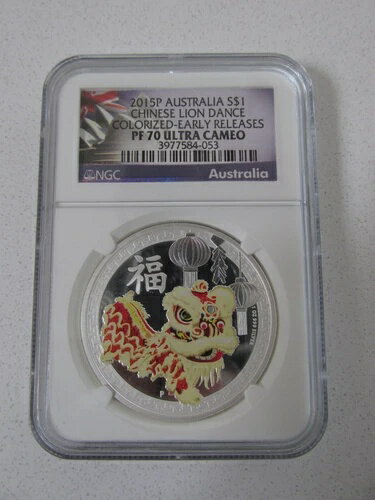 2015P AUSTRALIA S$1
CHINESE LION DANCE
COLORIZED-EARLY RELEASES
PF 70 ULTRA CAMEO
3977584-053
NGC
Australia
福
P